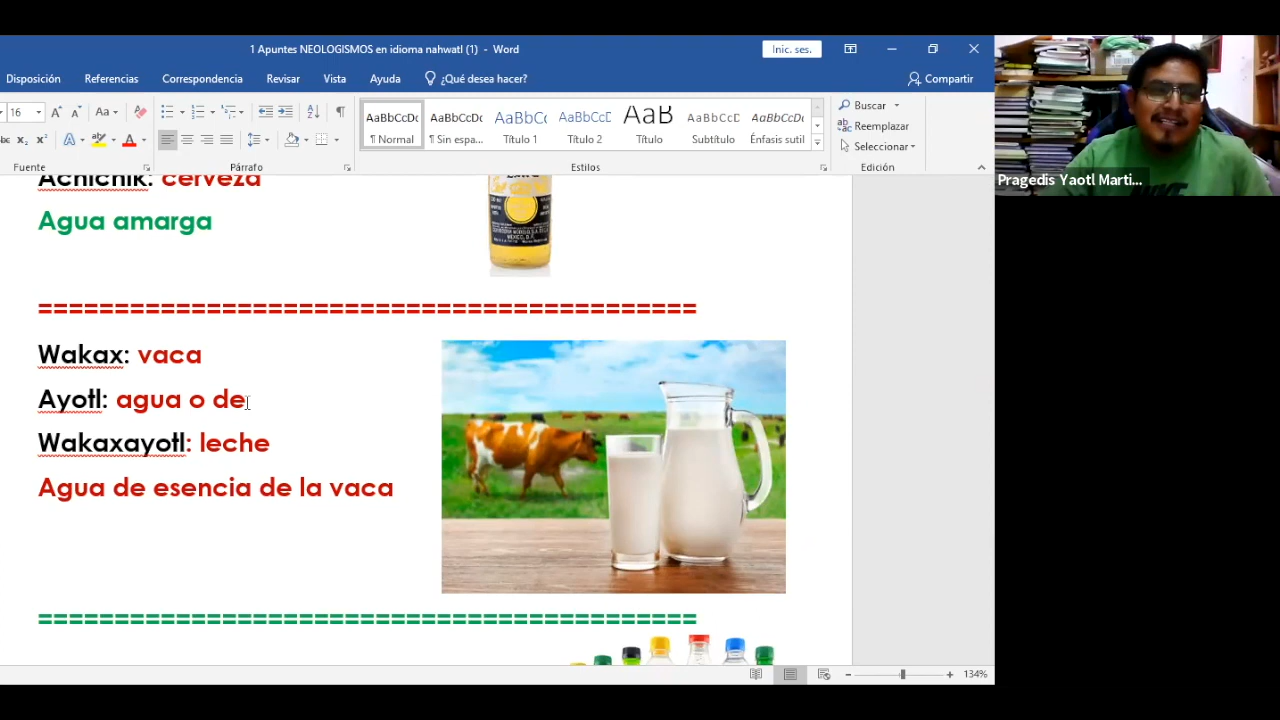 1 Apuntes NEOLOGISMOS en idioma nahwatl (1) - Word
Inic. ses.
Disposición Referencias Correspondencia Revisar Vista Ayuda ¿Qué desea hacer? Compartir
16 Aa
AaBbCcDc AaBbCcDc AaBbCc AaBbCcD AaB AaBbCcD AaBbCcDc
¶ Normal ¶ Sin espa... Título 1 Título 2 Título Subtítulo Énfasis sutil
Buscar
Reemplazar
Seleccionar
Fuente Párrafo Estilos Edición
Pragedis Yaotl Marti...
Achichik: cerveza
Agua amarga
=========================================
Wakax: vaca
Ayotl: agua o de
Wakaxayotl: leche
Agua de esencia de la vaca
=========================================
134%